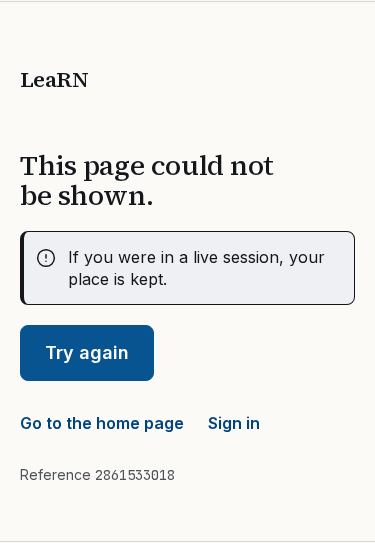 LeaRN
This page could not
be shown.
If you were in a live session, your
place is kept.
Try again
Go to the home page Sign in
Reference 2861533018